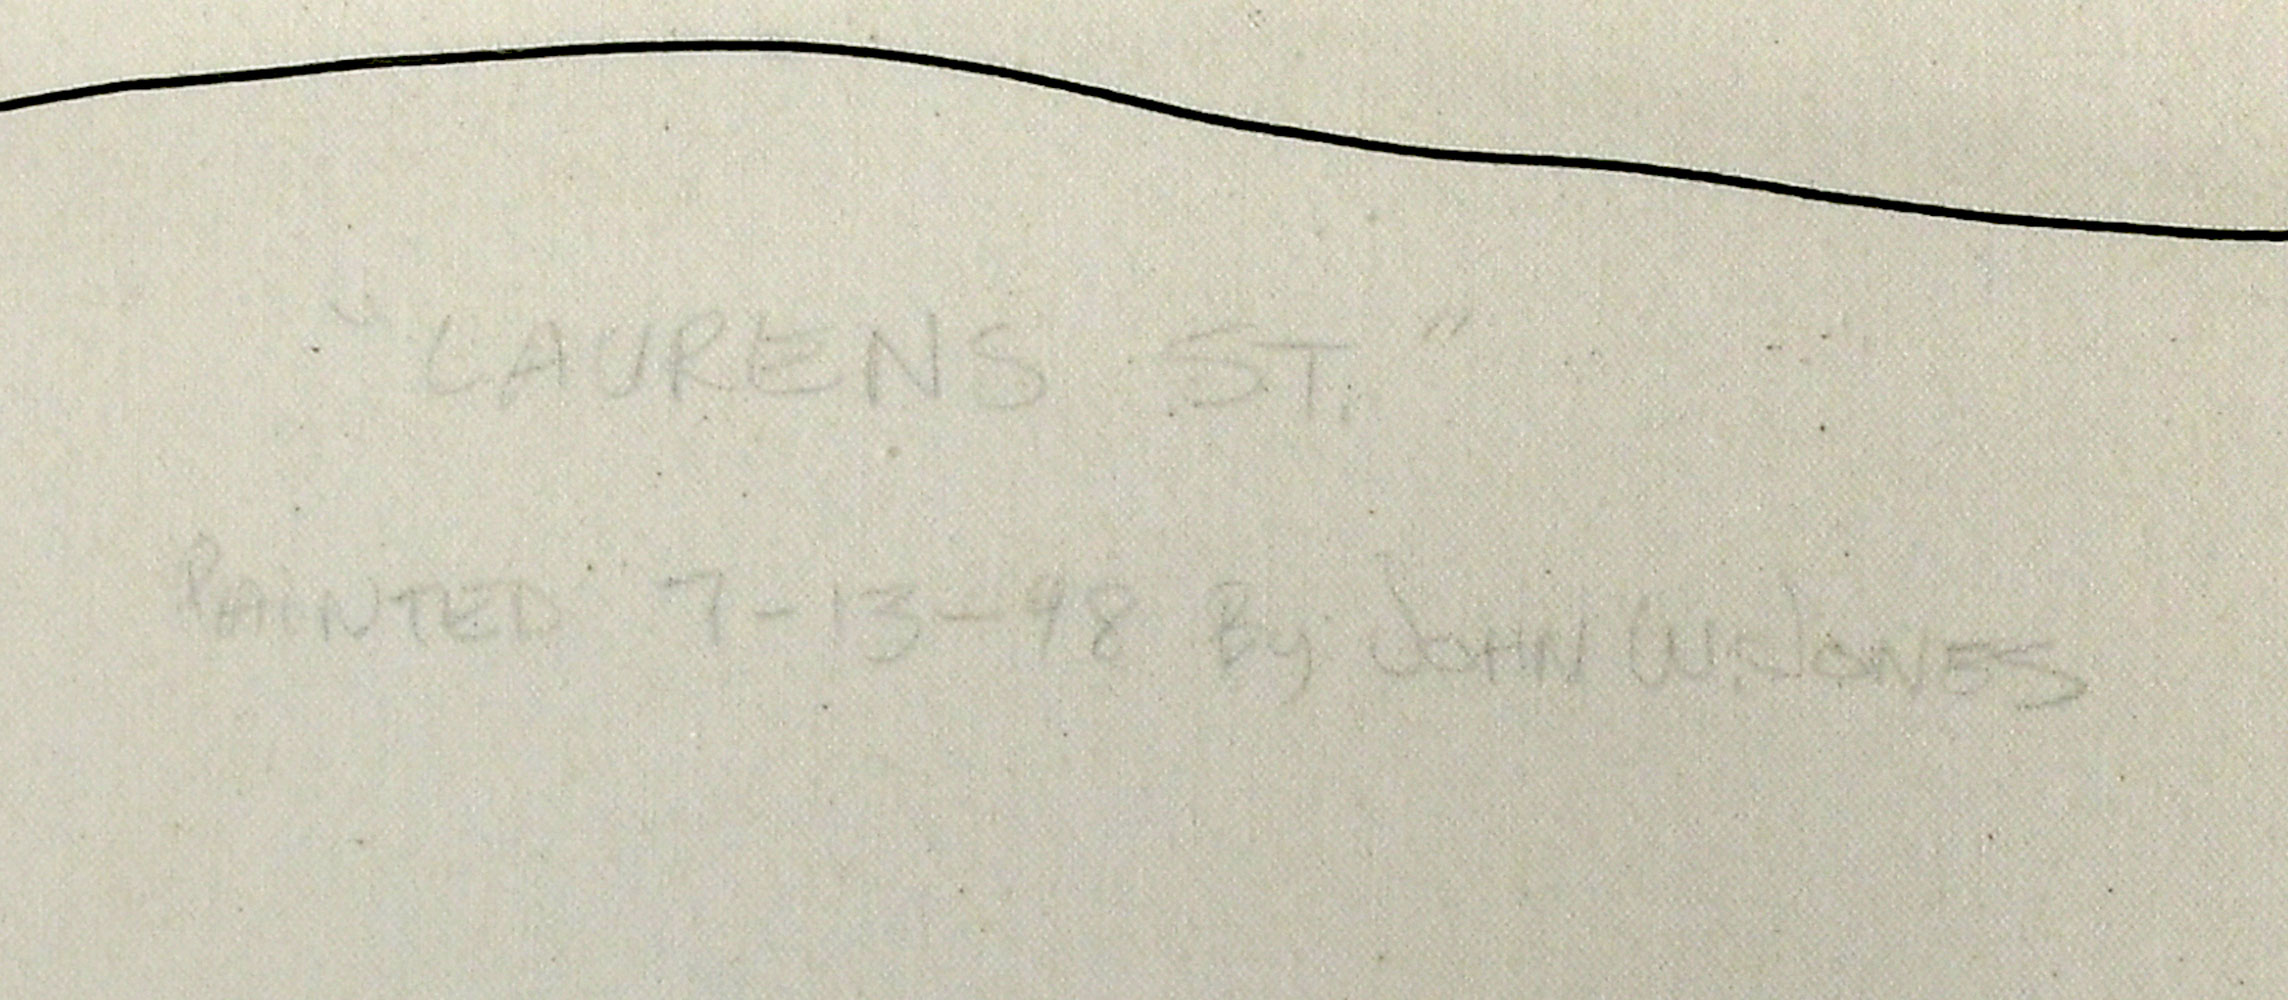 "LAURENS ST."
PAINTED 7-13-98 By JOHN W. JONES